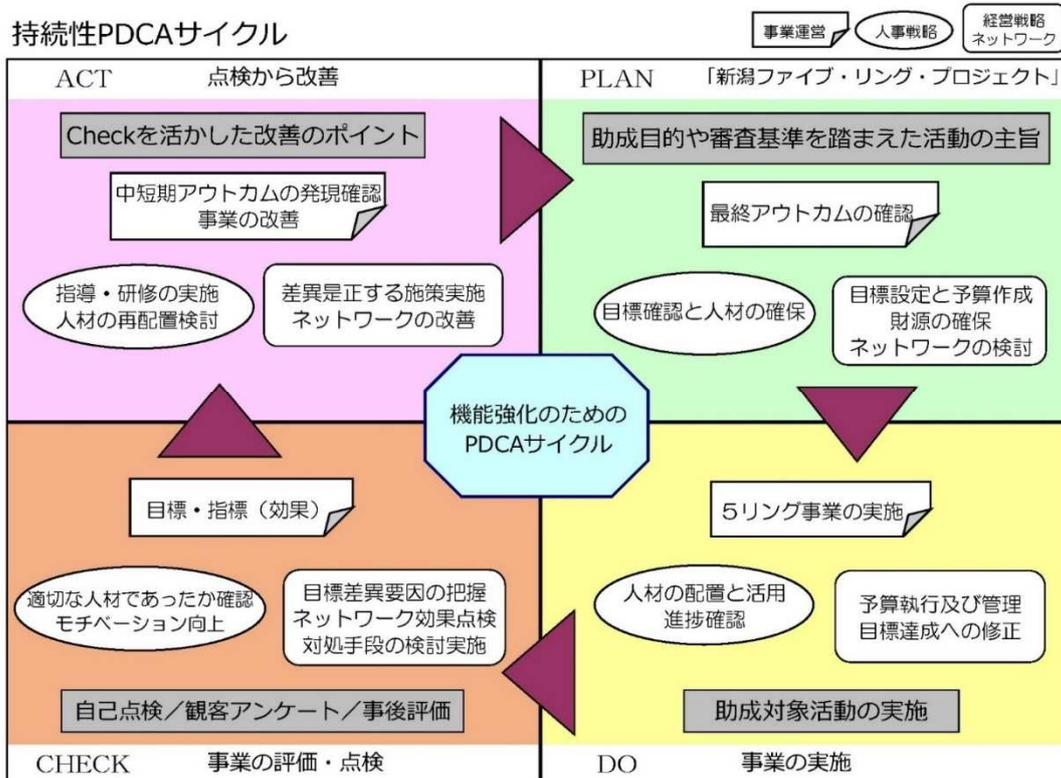 持続性PDCAサイクル
事業運営
人事戦略
経営戦略
ネットワーク
ACT 点検から改善
Checkを活かした改善のポイント
中短期アウトカムの発現確認
事業の改善
指導・研修の実施
人材の再配置検討
差異是正する施策実施
ネットワークの改善
PLAN 「新潟ファイブ・リング・プロジェクト」
助成目的や審査基準を踏まえた活動の主旨
最終アウトカムの確認
目標確認と人材の確保
目標設定と予算作成
財源の確保
ネットワークの検討
機能強化のための
PDCAサイクル
目標・指標（効果）
適切な人材であったか確認
モチベーション向上
目標差異要因の把握
ネットワーク効果点検
対処手段の検討実施
自己点検／観客アンケート／事後評価
CHECK 事業の評価・点検
５リング事業の実施
人材の配置と活用
進捗確認
予算執行及び管理
目標達成への修正
助成対象活動の実施
DO 事業の実施